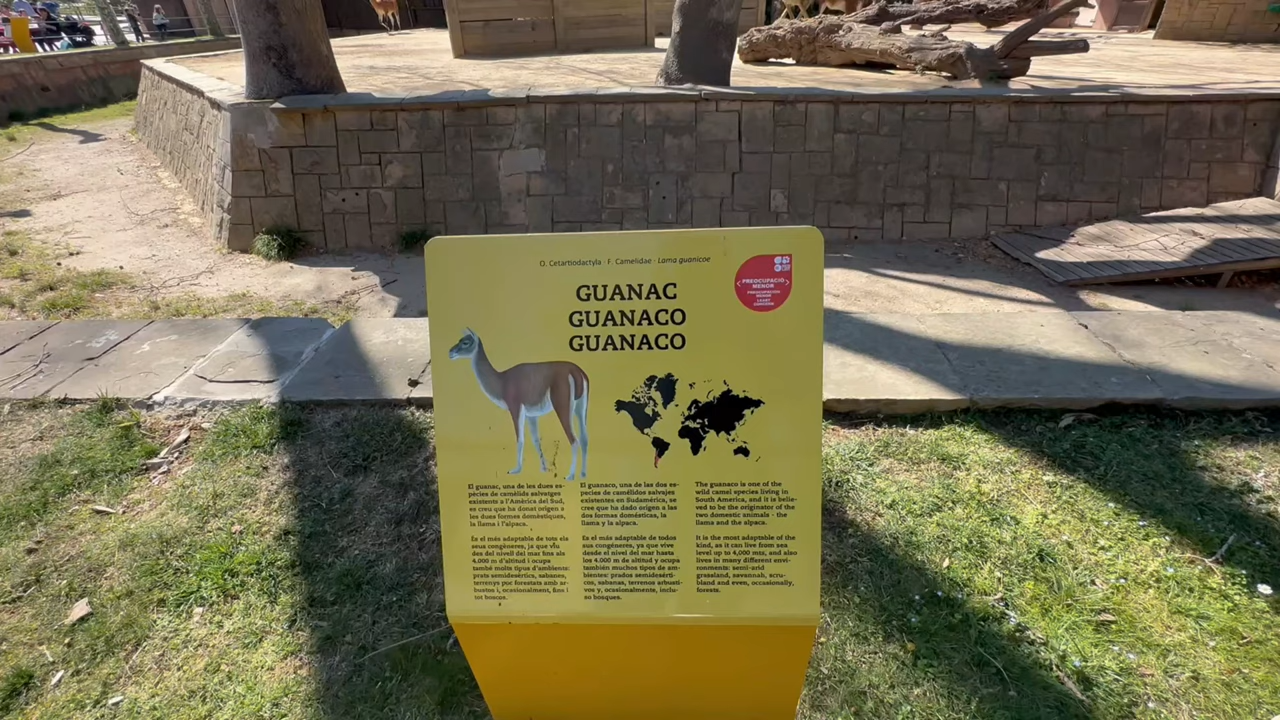 O. Cetartiodactyla · F. Camelidae · Lama guanicoe
PREOCUPACIÓ
MENOR
PREOCUPACIÓN
MENOR
LEAST
CONCERN
GUANAC
GUANACO
GUANACO
El guanac, una de les dues es-
pècies de camèlids salvatges
existents a l'Amèrica del Sud,
es creu que ha donat origen a
les dues formes domèstiques,
la llama i l'alpaca.
És el més adaptable de tots els
seus congèneres, ja que viu
des del nivell del mar fins als
4.000 m d'altitud i ocupa
també molts tipus d'ambients:
prats semidesèrtics, sabanes,
terrenys poc forestats amb ar-
bustos i, ocasionalment, fins i
tot boscos.
El guanaco, una de las dos es-
pecies de camélidos salvajes
existentes en Sudamérica, se
cree que ha dado origen a las
dos formas domésticas, la
llama y la alpaca.
Es el más adaptable de todos
sus congéneres, ya que vive
desde el nivel del mar hasta
los 4.000 m de altitud y ocupa
también muchos tipos de am-
bientes: prados semidesérti-
cos, sabanas, terrenos arbusti-
vos y, ocasionalmente, inclu-
so bosques.
The guanaco is one of the
wild camel species living in
South America, and it is belie-
ved to be the originator of the
two domestic animals - the
llama and the alpaca.
It is the most adaptable of the
kind, as it can live from sea
level up to 4,000 mts, and also
lives in many different envi-
ronments: semi-arid
grassland, savannah, scru-
bland and even, occasionally,
forests.